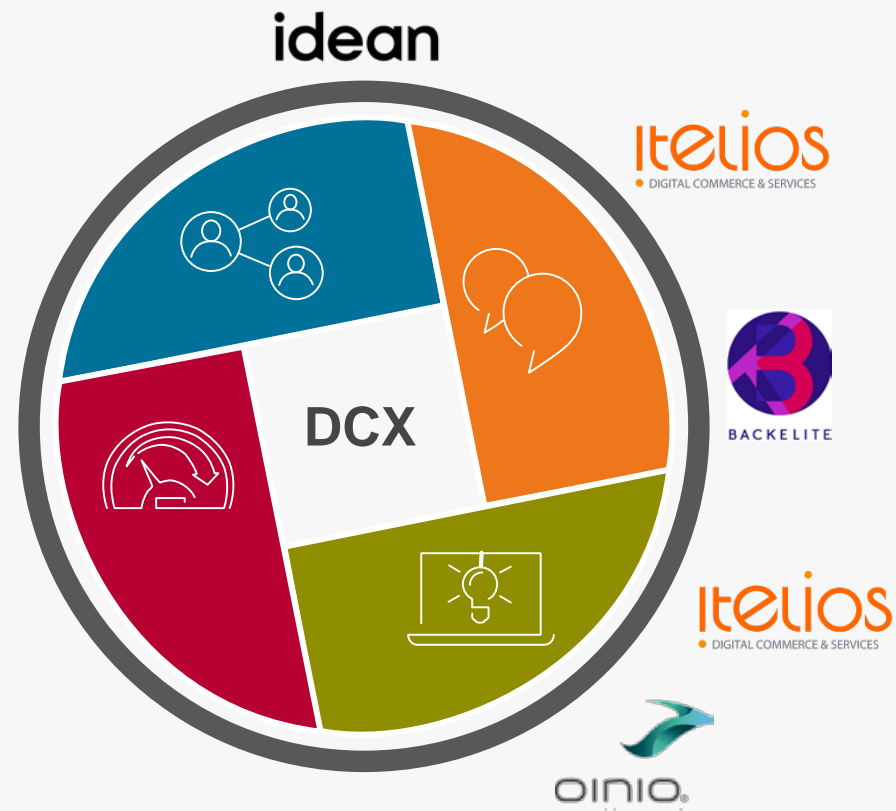 idean
Itelios
DIGITAL COMMERCE & SERVICES
DCX
BACKELITE
Itelios
DIGITAL COMMERCE & SERVICES
OINIO®